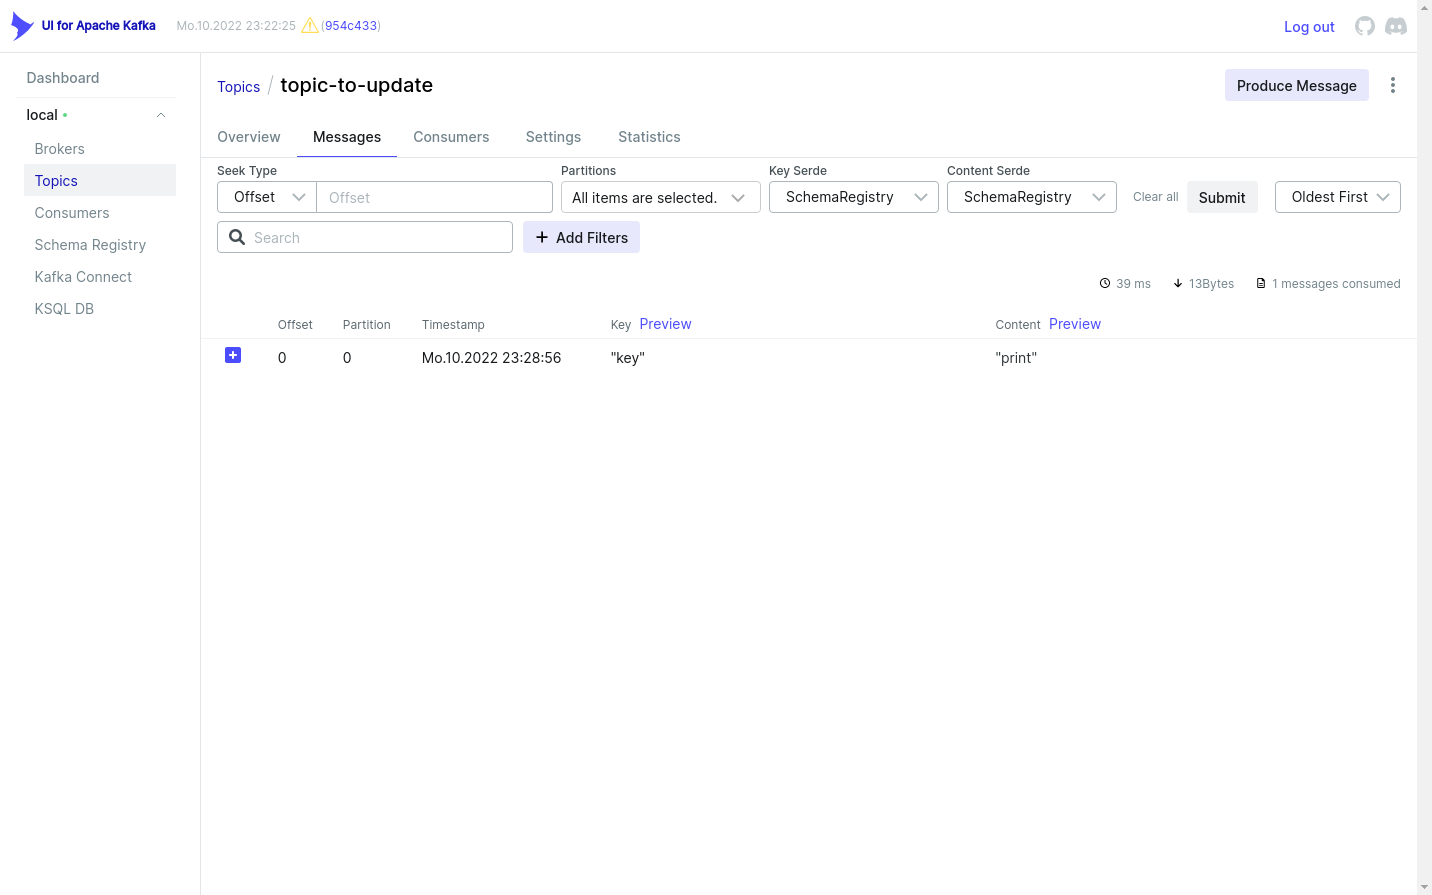 UI for Apache Kafka Mo.10.2022 23:22:25 (954c433) Log out
Dashboard
local
Brokers
Topics
Consumers
Schema Registry
Kafka Connect
KSQL DB
Topics / topic-to-update Produce Message
Overview Messages Consumers Settings Statistics
Seek Type Partitions Key Serde Content Serde
Offset Offset All items are selected. SchemaRegistry SchemaRegistry Clear all Submit Oldest First
Search Add Filters
39 ms 13Bytes 1 messages consumed
Offset Partition Timestamp Key Preview Content Preview
0 0 Mo.10.2022 23:28:56 "key" "print"